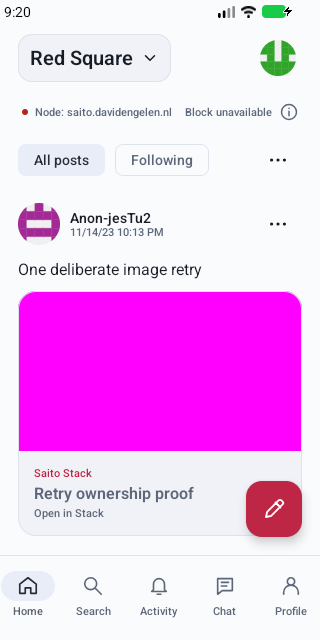 9:20
Red Square
Node: saito.davidengelen.nl Block unavailable
All posts Following
Anon-jesTu2
11/14/23 10:13 PM
One deliberate image retry
Saito Stack
Retry ownership proof
Open in Stack
Home Search Activity Chat Profile